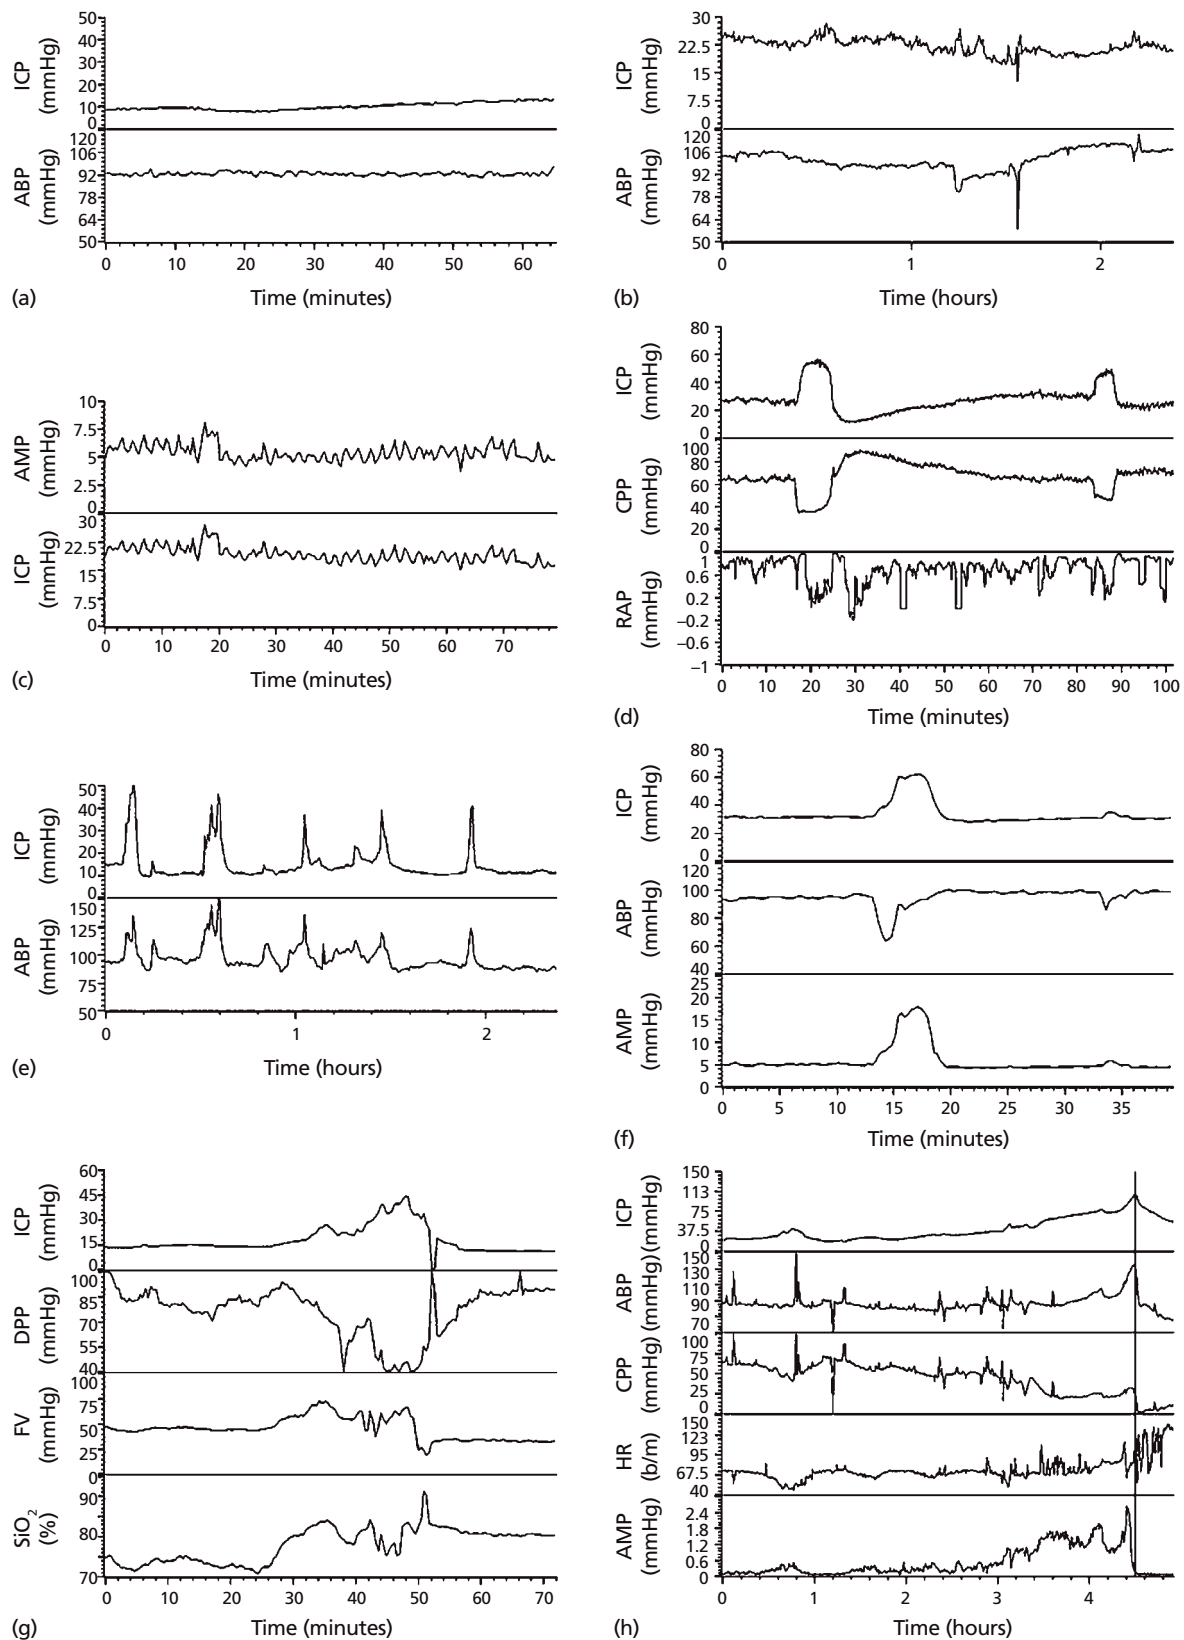 50
40
30
20
10
0
ICP
(mmHg)
120
106
92
78
64
50
ABP
(mmHg)
0 10 20 30 40 50 60
(a) Time (minutes)
30
22.5
15
7.5
0
ICP
(mmHg)
120
106
92
78
64
50
ABP
(mmHg)
0 1 2
(b) Time (hours)
10
7.5
5
2.5
0
AMP
(mmHg)
30
22.5
15
7.5
0
ICP
(mmHg)
0 10 20 30 40 50 60 70
(c) Time (minutes)
80
60
40
20
0
ICP
(mmHg)
100
80
60
40
20
0
CPP
(mmHg)
1
0.6
0.2
−0.2
−0.6
−1
RAP
(mmHg)
0 10 20 30 40 50 60 70 80 90 100
(d) Time (minutes)
50
40
30
20
10
0
ICP
(mmHg)
150
125
100
75
50
ABP
(mmHg)
0 1 2
(e) Time (hours)
80
60
40
20
0
ICP
(mmHg)
120
100
80
60
40
ABP
(mmHg)
25
20
15
10
5
0
AMP
(mmHg)
0 5 10 15 20 25 30 35
(f) Time (minutes)
60
45
30
15
0
ICP
(mmHg)
100
85
70
55
40
DPP
(mmHg)
100
75
50
25
0
FV
(mmHg)
90
80
70
SiO2
(%)
0 10 20 30 40 50 60 70
(g) Time (minutes)
150
113
75
37.5
0
ICP
(mmHg)
150
130
110
90
70
ABP
(mmHg)
100
75
50
25
0
CPP
(mmHg)
150
123
95
67.5
40
HR
(b/m)
2.4
1.8
1.2
0.6
0
AMP
(mmHg)
0 1 2 3 4
(h) Time (hours)